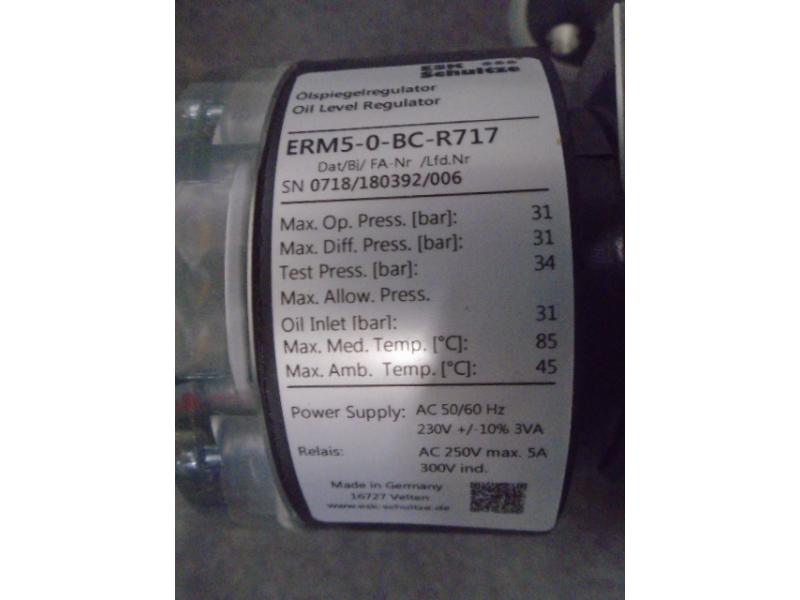 ESK
Schultze
Ölspiegelregulator
Oil Level Regulator
ERM5-0-BC-R717
Dat/Bj/ FA-Nr /Lfd.Nr
SN 0718/180392/006
Max. Op. Press. [bar]: 31
Max. Diff. Press. [bar]: 31
Test Press. [bar]: 34
Max. Allow. Press.
Oil Inlet [bar]: 31
Max. Med. Temp. [°C]: 85
Max. Amb. Temp. [°C]: 45
Power Supply: AC 50/60 Hz
230V +/-10% 3VA
Relais: AC 250V max. 5A
300V ind.
Made in Germany
16727 Velten
www.esk-schultze.de